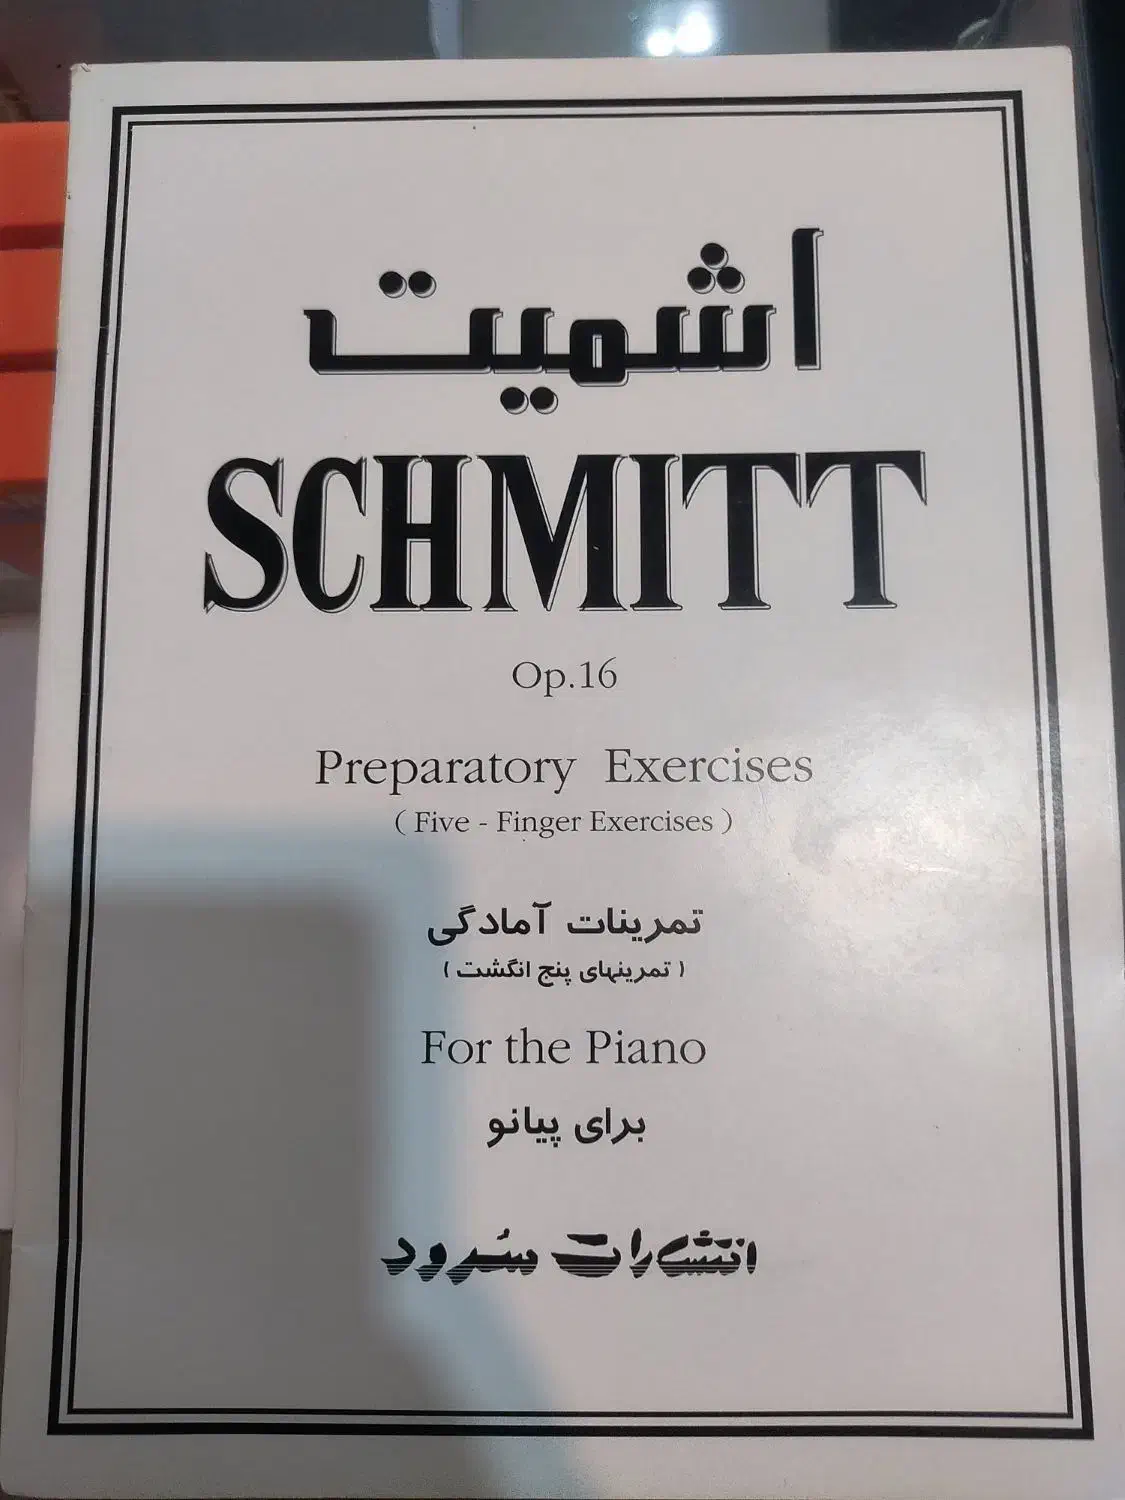 اشمیت
SCHMITT
Op.16
Preparatory Exercises
( Five - Finger Exercises )
تمرینات آمادگی
( تمرینهای پنج انگشت )
For the Piano
برای پیانو
انتشارات سُرود